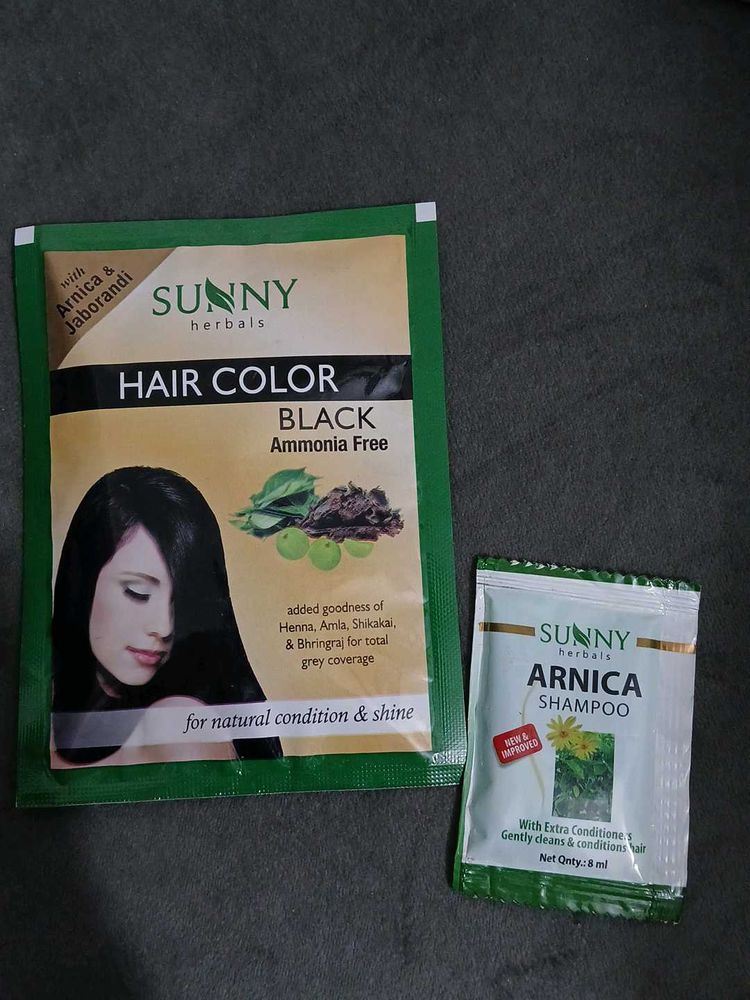 with
Arnica &
Jaborandi
SUNNY
herbals
HAIR COLOR
BLACK
Ammonia Free
added goodness of
Henna, Amla, Shikakai,
& Bhringraj for total
grey coverage
for natural condition & shine
SUNNY
herbals
ARNICA
SHAMPOO
NEW &
IMPROVED
With Extra Conditioners
Gently cleans & conditions hair
Net Qnty.: 8 ml